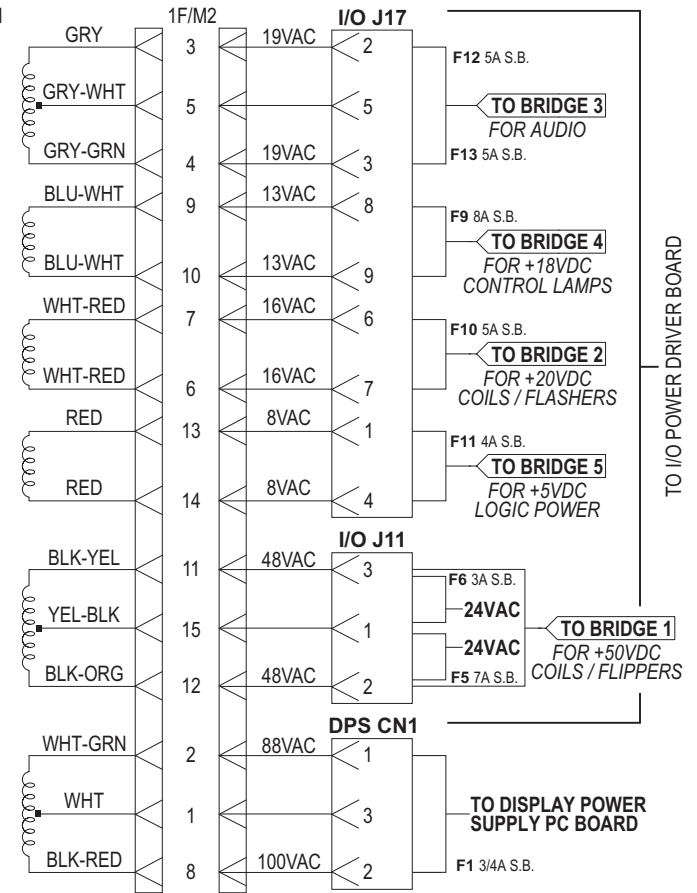 1F/M2
I/O J17
GRY 3 19VAC 2
F12 5A S.B.
GRY-WHT 5 5
TO BRIDGE 3
FOR AUDIO
GRY-GRN 4 19VAC 3
F13 5A S.B.
BLU-WHT 9 13VAC 8
F9 8A S.B.
TO BRIDGE 4
FOR +18VDC
CONTROL LAMPS
BLU-WHT 10 13VAC 9
WHT-RED 7 16VAC 6
F10 5A S.B.
TO BRIDGE 2
FOR +20VDC
COILS / FLASHERS
WHT-RED 6 16VAC 7
RED 13 8VAC 1
F11 4A S.B.
TO BRIDGE 5
FOR +5VDC
LOGIC POWER
RED 14 8VAC 4
TO I/O POWER DRIVER BOARD
I/O J11
BLK-YEL 11 48VAC 3
F6 3A S.B.
24VAC
YEL-BLK 15 1
TO BRIDGE 1
FOR +50VDC
COILS / FLIPPERS
24VAC
BLK-ORG 12 48VAC 2
F5 7A S.B.
DPS CN1
WHT-GRN 2 88VAC 1
WHT 1 3
TO DISPLAY POWER
SUPPLY PC BOARD
BLK-RED 8 100VAC 2
F1 3/4A S.B.